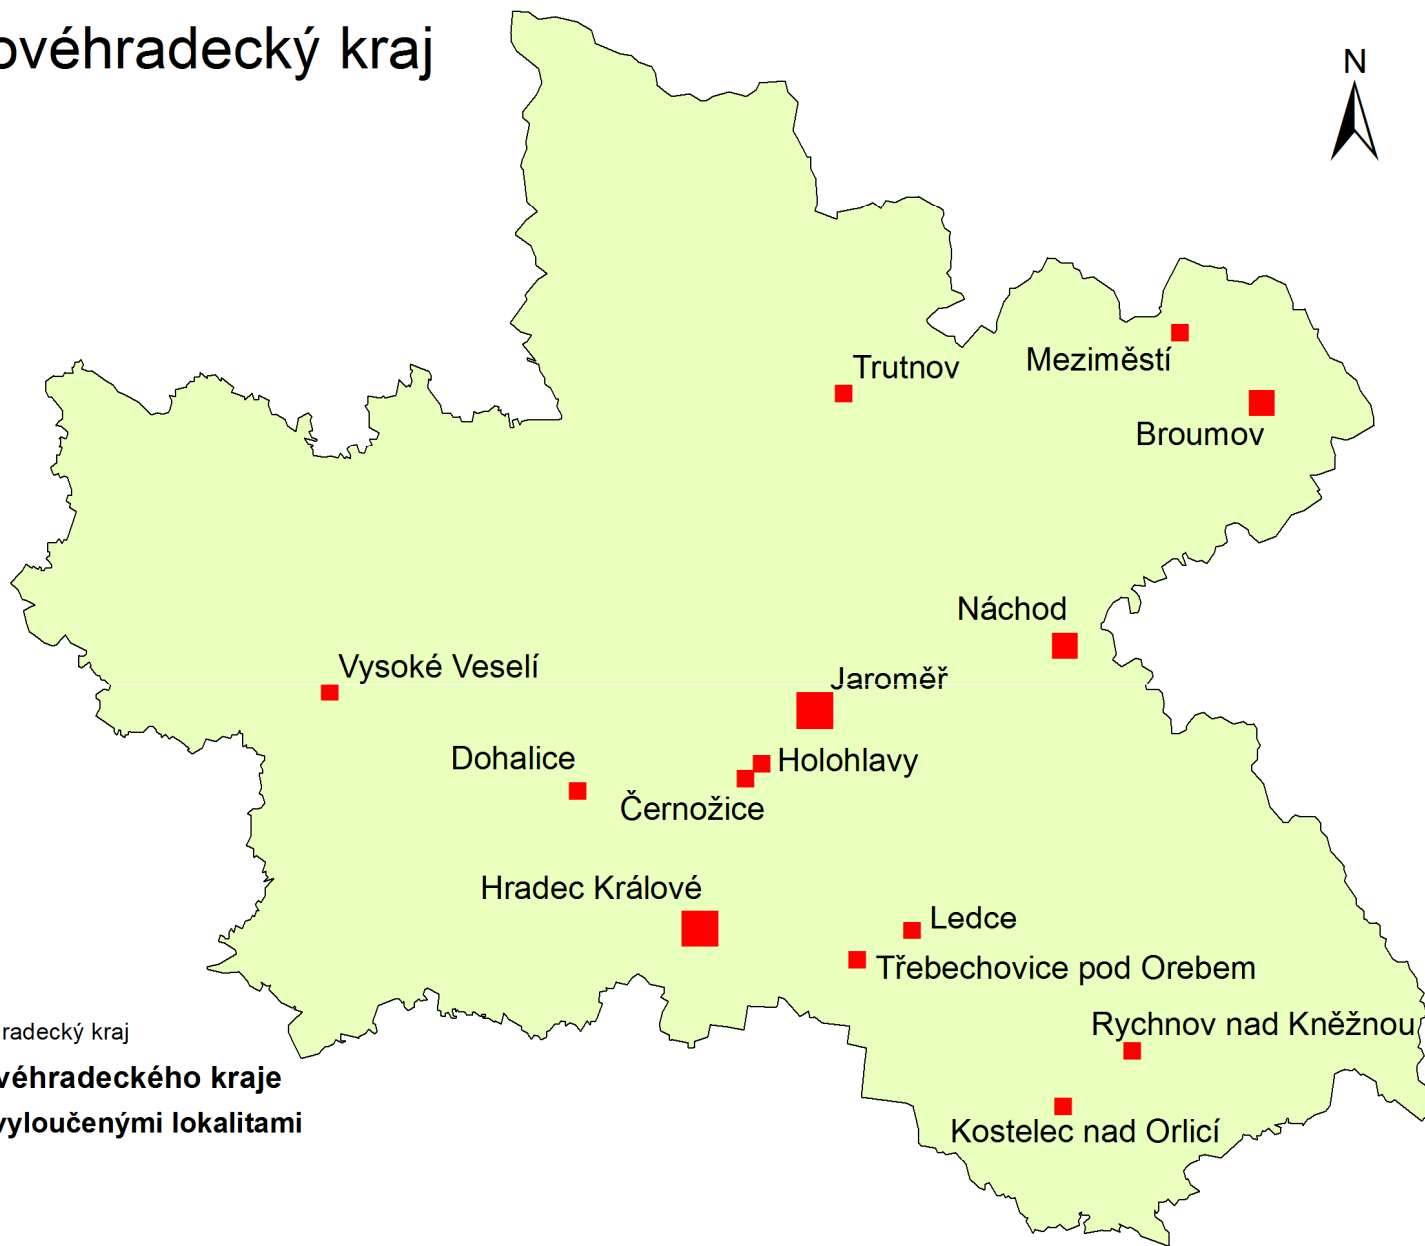 ovéhradecký kraj
N
Trutnov
Meziměstí
Broumov
Náchod
Vysoké Veselí
Jaroměř
Dohalice
Holohlavy
Černožice
Hradec Králové
Ledce
Třebechovice pod Orebem
Rychnov nad Kněžnou
radecký kraj
véhradeckého kraje
vyloučenými lokalitami
Kostelec nad Orlicí